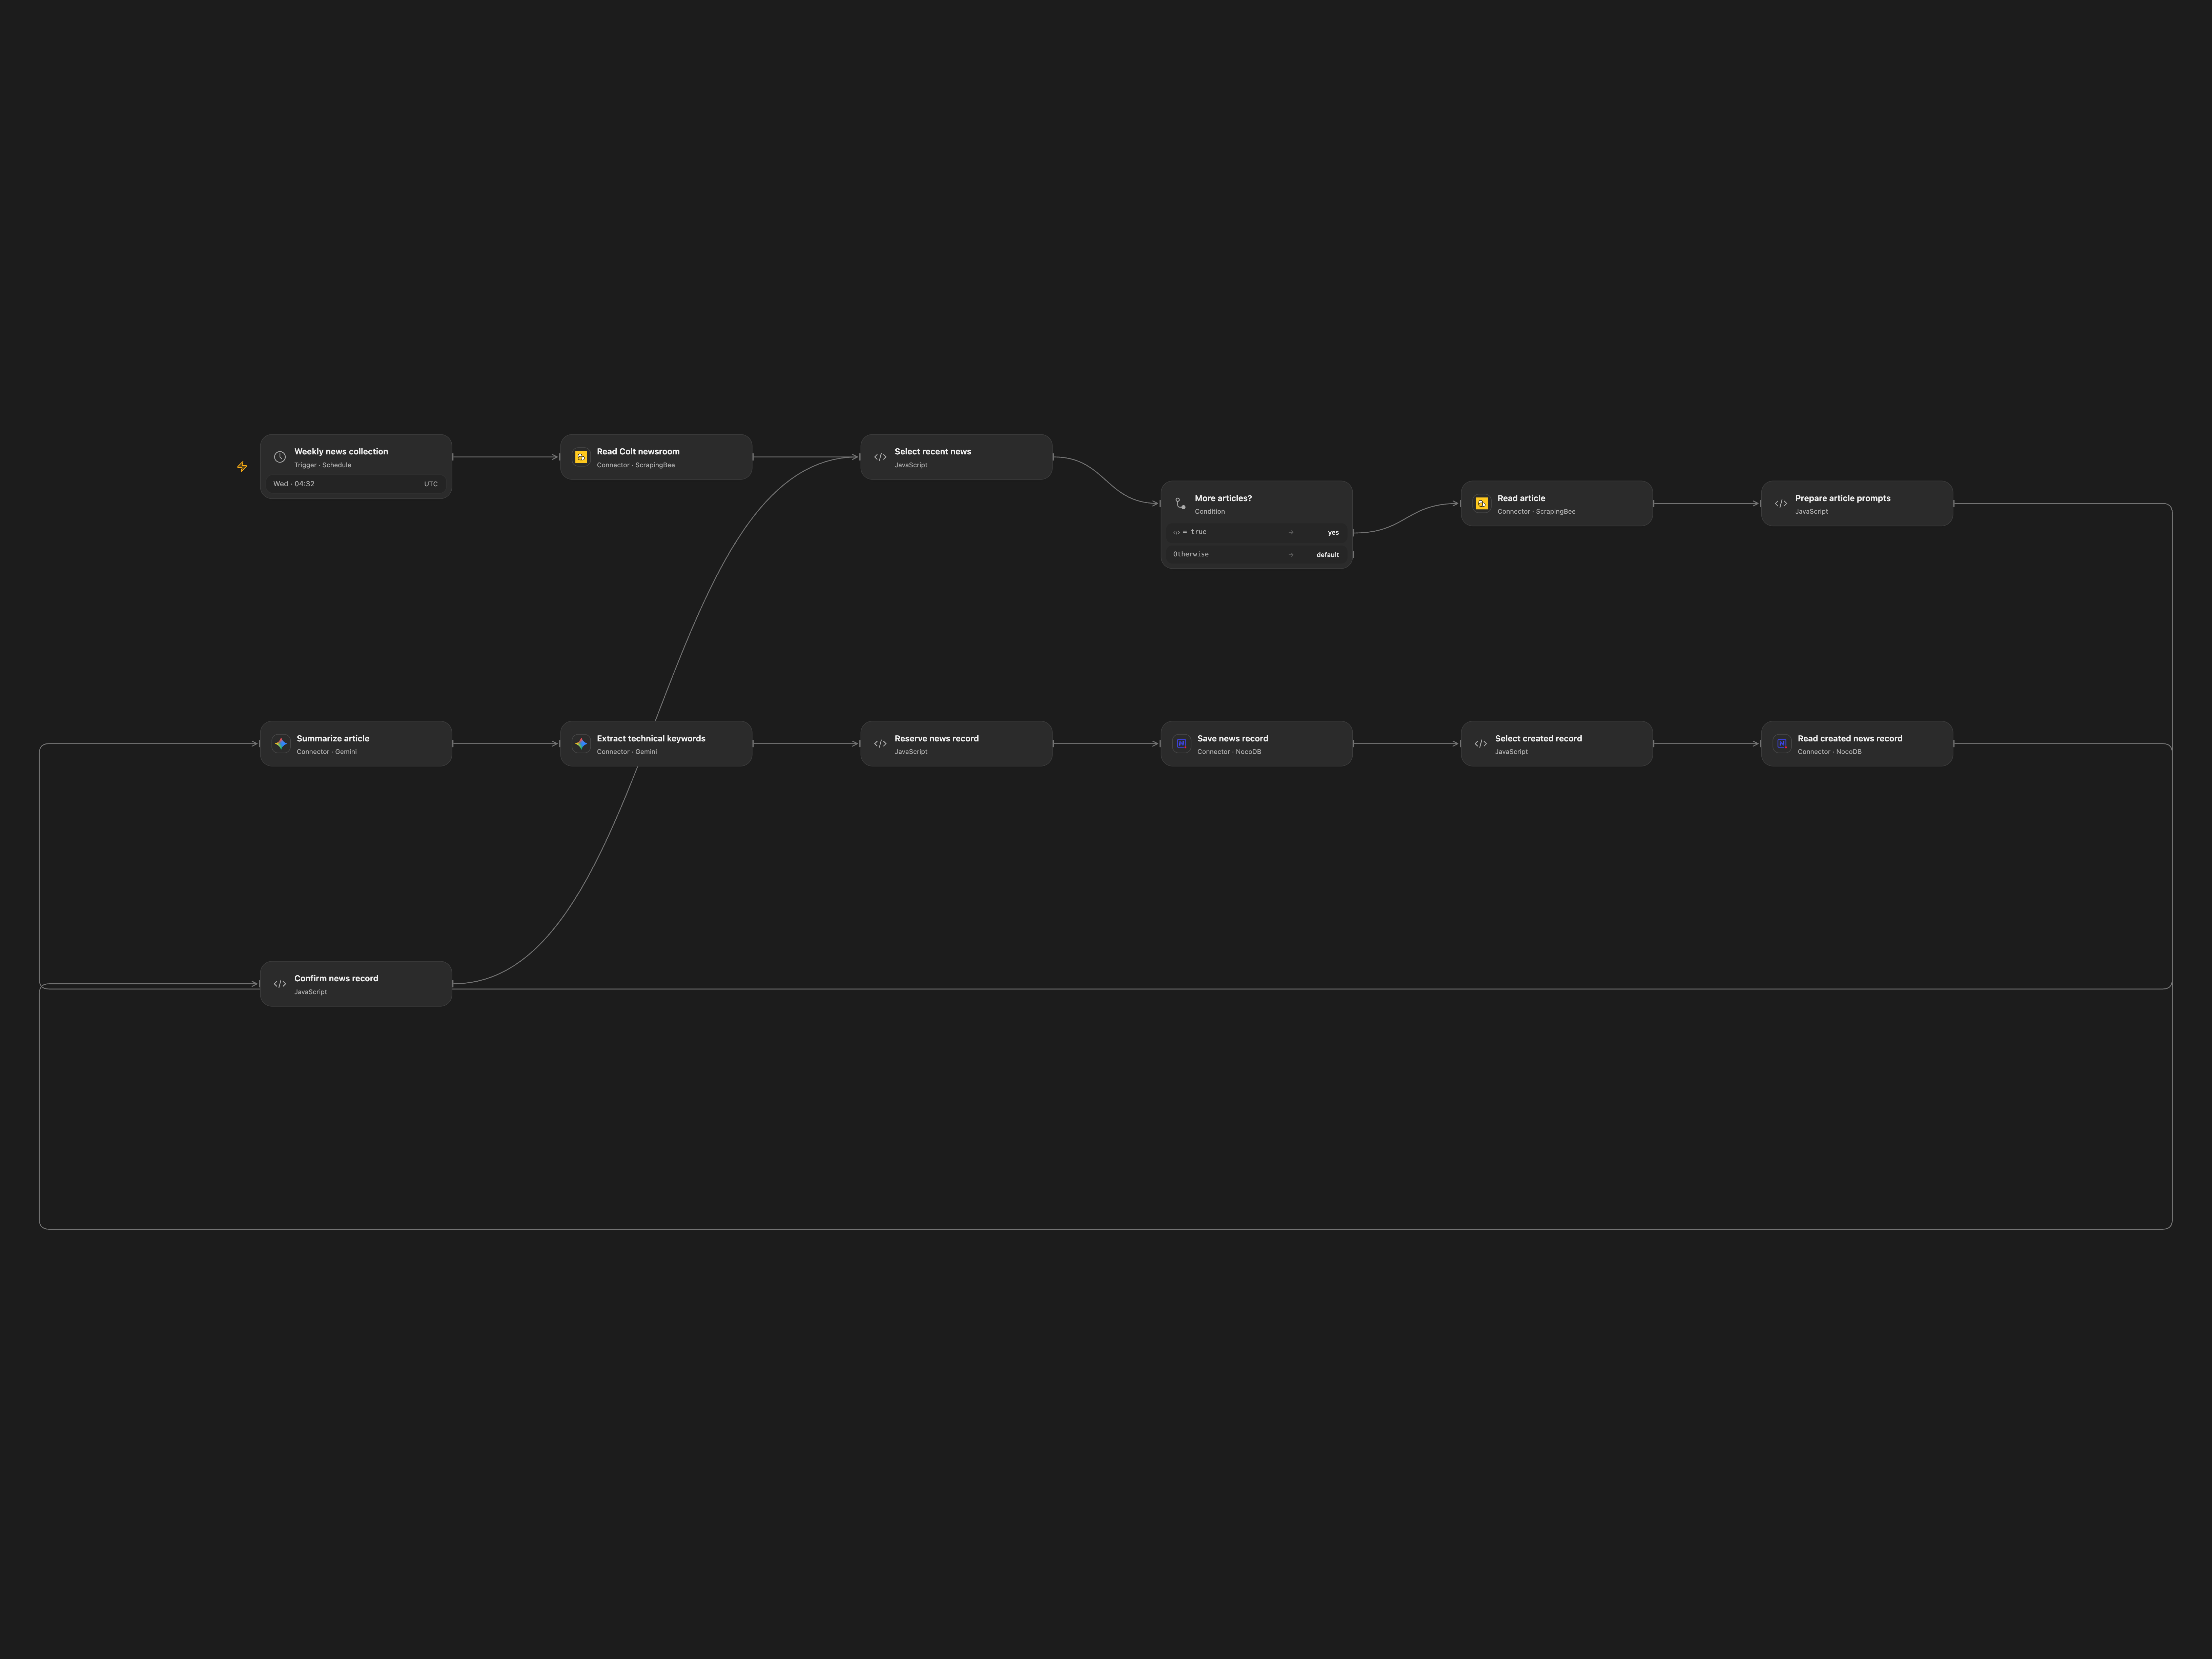 Weekly news collection
Trigger · Schedule
Wed · 04:32 UTC
Read Colt newsroom
Connector · ScrapingBee
Select recent news
JavaScript
More articles?
Condition
</> = true → yes
Otherwise → default
Read article
Connector · ScrapingBee
Prepare article prompts
JavaScript
Summarize article
Connector · Gemini
Extract technical keywords
Connector · Gemini
Reserve news record
JavaScript
Save news record
Connector · NocoDB
Select created record
JavaScript
Read created news record
Connector · NocoDB
Confirm news record
JavaScript